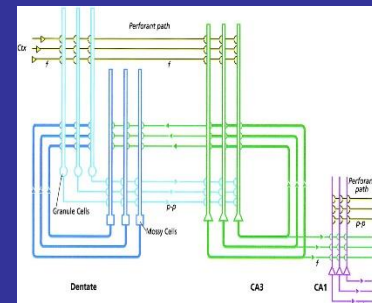 Perforant path
Ctx
f
f
Perforant
path
p-p
p-p
Granule Cells
Mossy Cells
f
Dentate
CA3
CA1